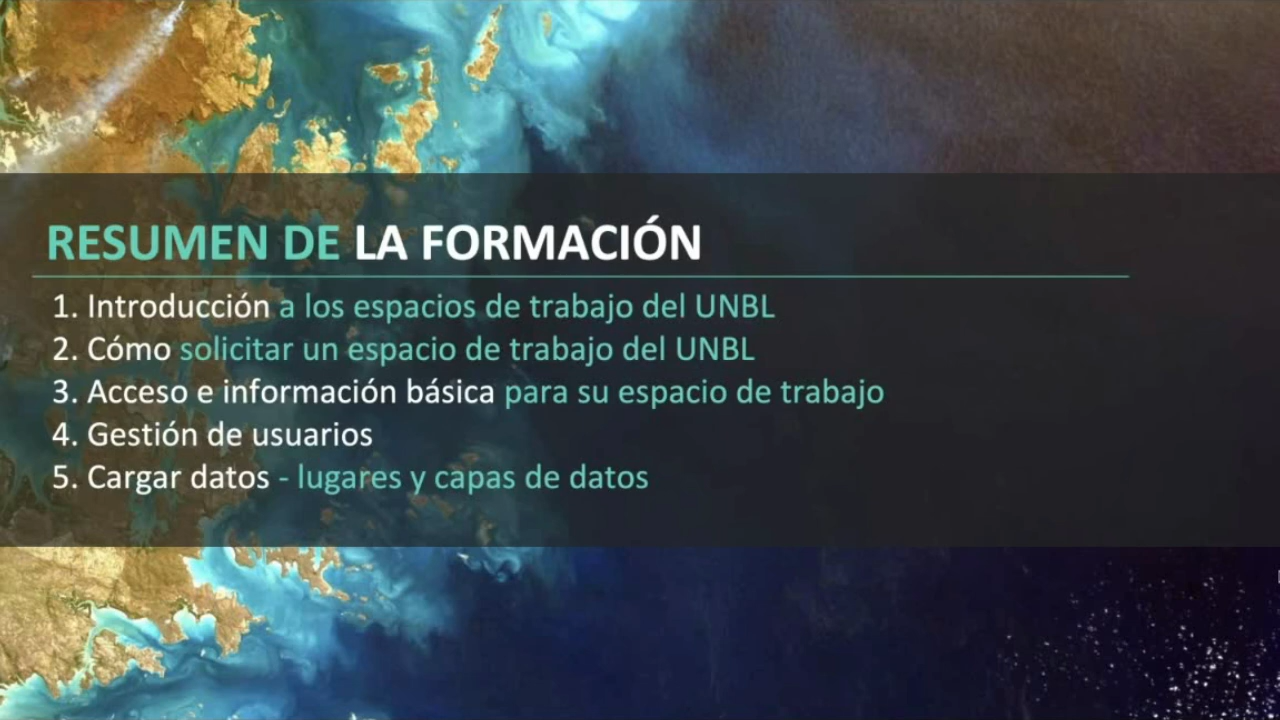 RESUMEN DE LA FORMACIÓN
1. Introducción a los espacios de trabajo del UNBL
2. Cómo solicitar un espacio de trabajo del UNBL
3. Acceso e información básica para su espacio de trabajo
4. Gestión de usuarios
5. Cargar datos - lugares y capas de datos